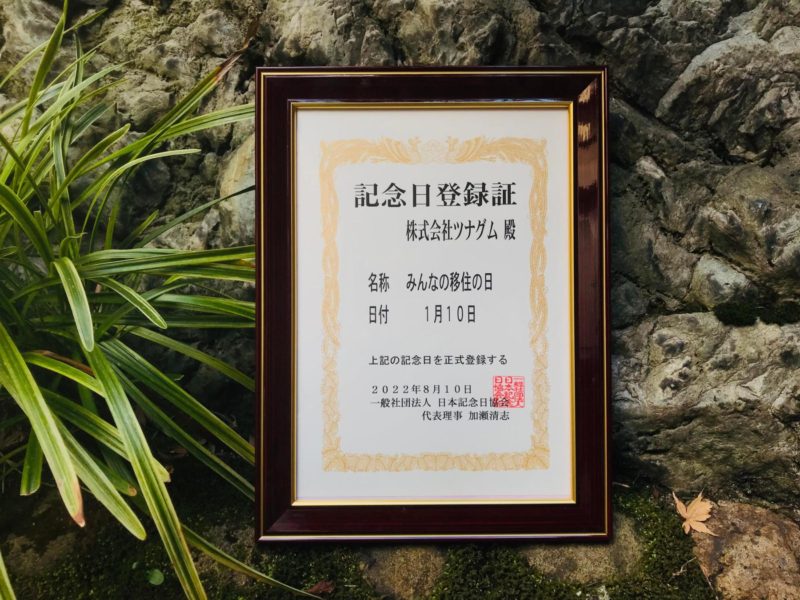 記念日登録証
株式会社ツナグム 殿
名称　みんなの移住の日
日付　1月10日
上記の記念日を正式登録する
2022年8月10日
一般社団法人 日本記念日協会
代表理事 加瀬清志